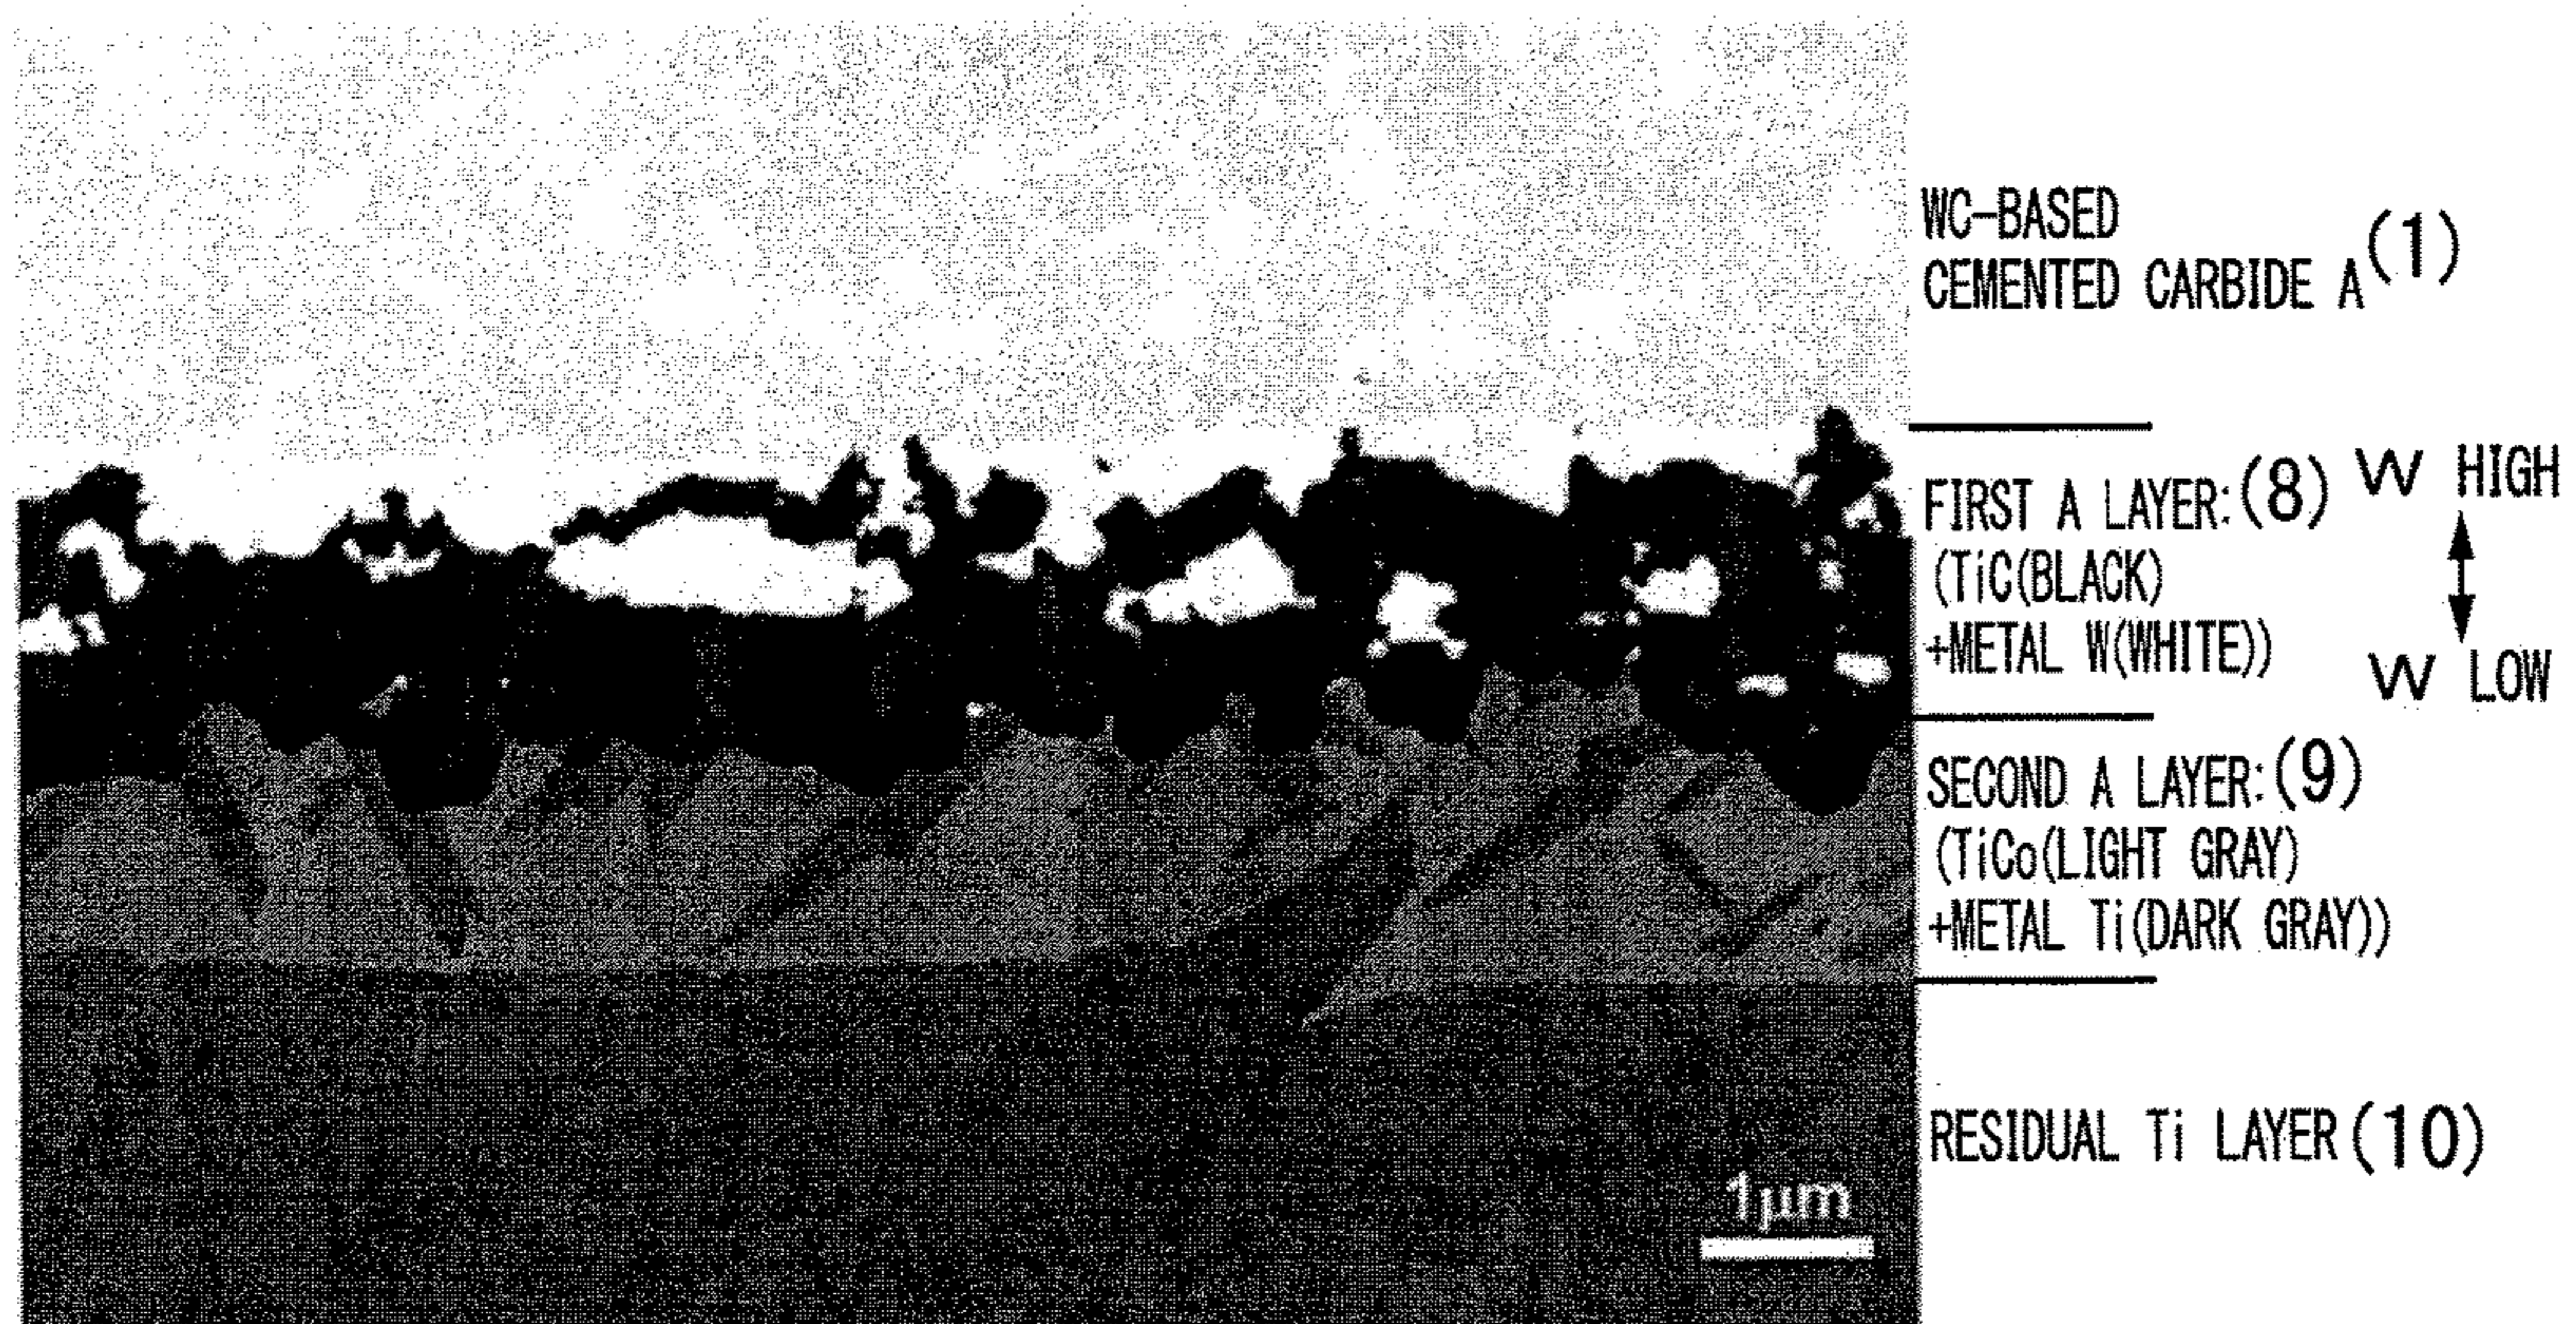 WC-BASED
CEMENTED CARBIDE A(1)
FIRST A LAYER:(8) W HIGH
(TiC(BLACK)
+METAL W(WHITE)) W LOW
SECOND A LAYER:(9)
(TiCo(LIGHT GRAY)
+METAL Ti(DARK GRAY))
RESIDUAL Ti LAYER(10)
1μm